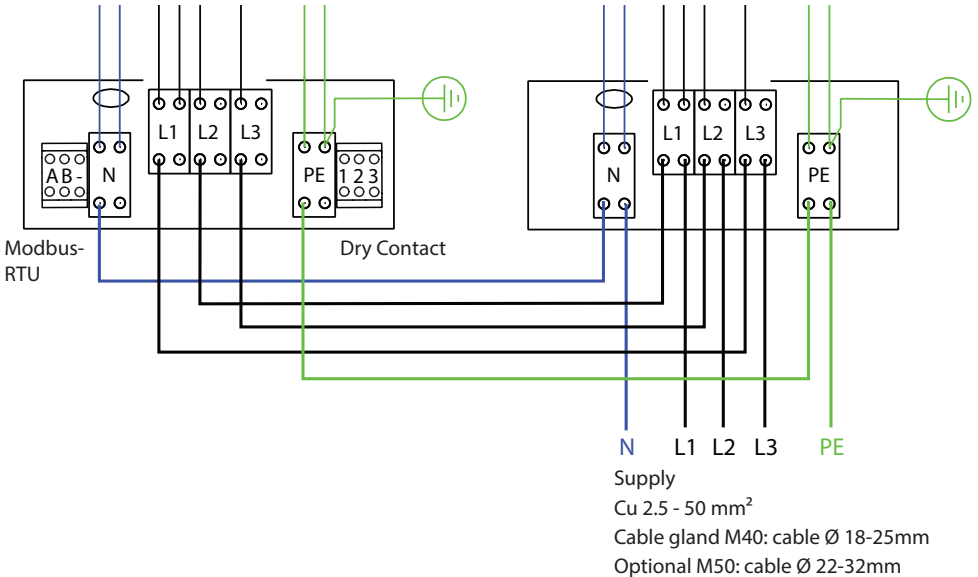 L1 L2 L3
L1 L2 L3
A B - N PE 1 2 3
N PE
Modbus-
RTU
Dry Contact
N L1 L2 L3 PE
Supply
Cu 2.5 - 50 mm²
Cable gland M40: cable Ø 18-25mm
Optional M50: cable Ø 22-32mm